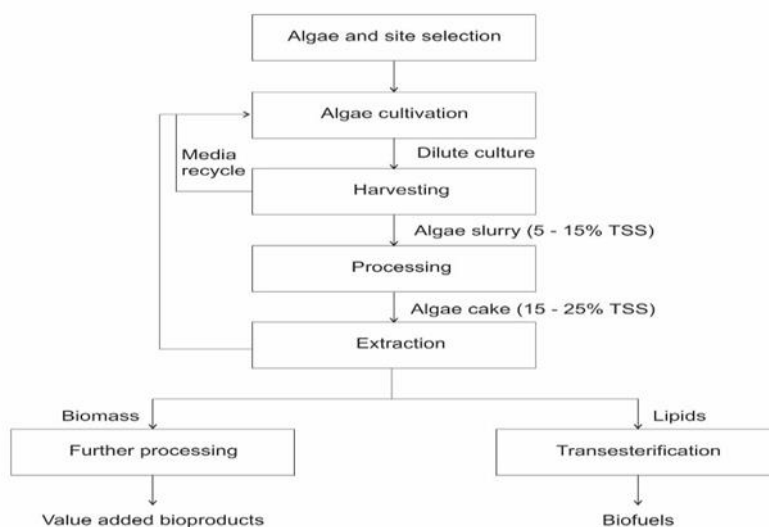 Algae and site selection
Algae cultivation
Media
recycle
Dilute culture
Harvesting
Algae slurry (5 - 15% TSS)
Processing
Algae cake (15 - 25% TSS)
Extraction
Biomass
Lipids
Further processing
Transesterification
Value added bioproducts
Biofuels